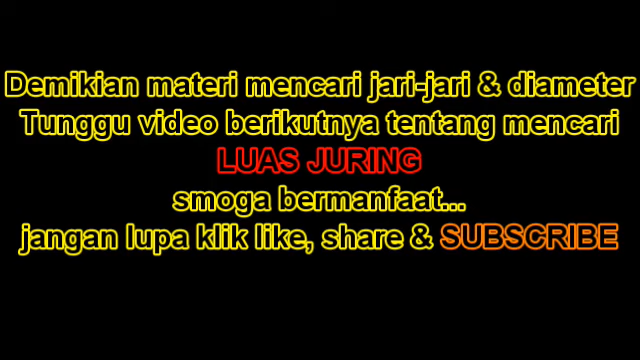 Demikian materi mencari jari-jari & diameter
Tunggu video berikutnya tentang mencari
LUAS JURING
smoga bermanfaat...
jangan lupa klik like, share & SUBSCRIBE